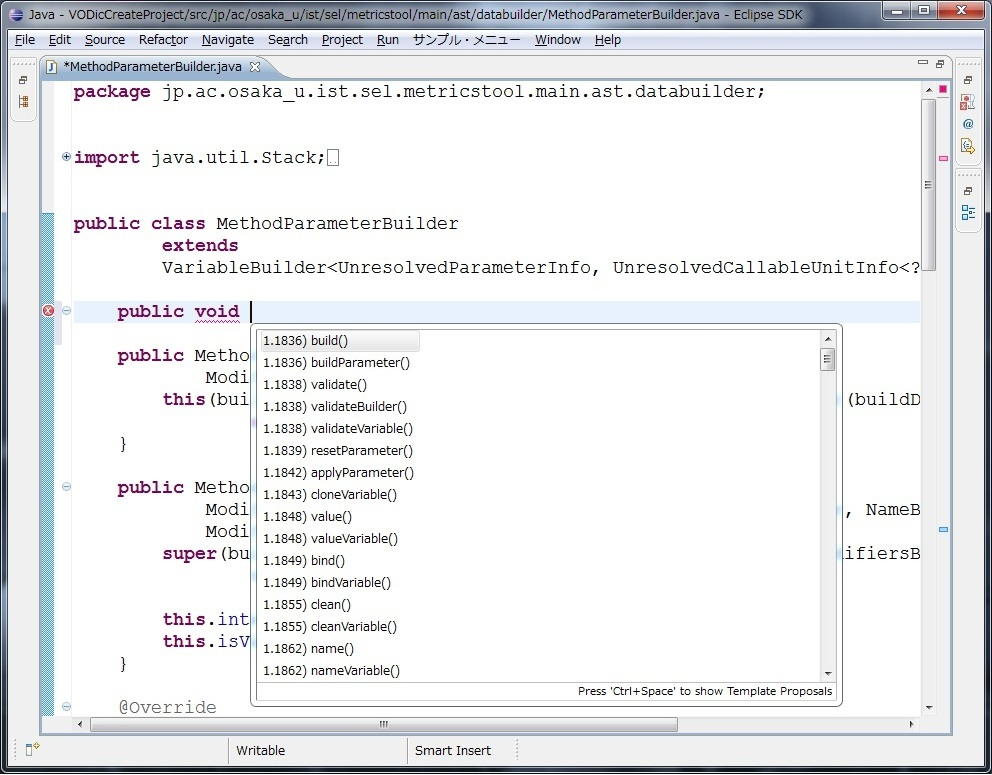 Java - VODicCreateProject/src/jp/ac/osaka_u/ist/sel/metricstool/main/ast/databuilder/MethodParameterBuilder.java - Eclipse SDK
File Edit Source Refactor Navigate Search Project Run サンプル・メニュー Window Help
*MethodParameterBuilder.java
package jp.ac.osaka_u.ist.sel.metricstool.main.ast.databuilder;
import java.util.Stack;
public class MethodParameterBuilder
extends
VariableBuilder<UnresolvedParameterInfo, UnresolvedCallableUnitInfo<?
public void
public Metho
Modi
this(bui (buildD
}
public Metho
Modi , NameB
Modi
super(bu ifiersB
this.int
this.isV
}
@Override
1.1836) build()
1.1836) buildParameter()
1.1838) validate()
1.1838) validateBuilder()
1.1838) validateVariable()
1.1839) resetParameter()
1.1842) applyParameter()
1.1843) cloneVariable()
1.1848) value()
1.1848) valueVariable()
1.1849) bind()
1.1849) bindVariable()
1.1855) clean()
1.1855) cleanVariable()
1.1862) name()
1.1862) nameVariable()
Press 'Ctrl+Space' to show Template Proposals
Writable Smart Insert